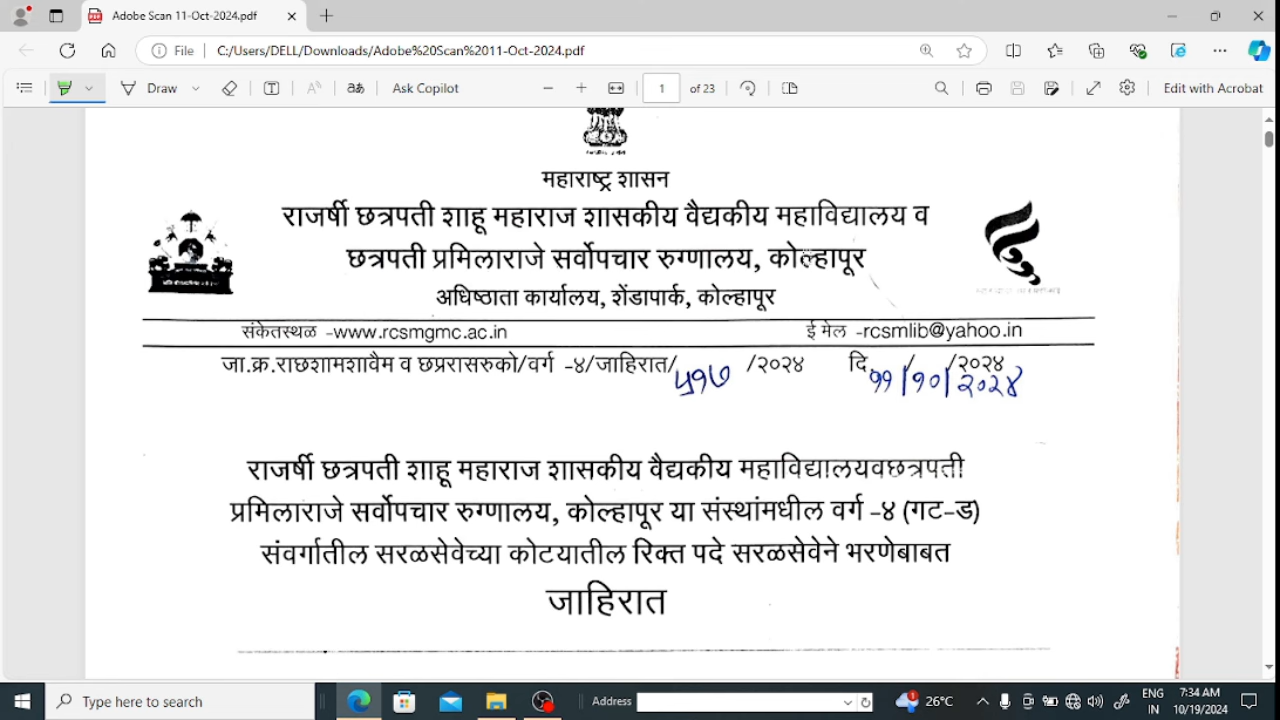 Adobe Scan 11-Oct-2024.pdf
File C:/Users/DELL/Downloads/Adobe%20Scan%2011-Oct-2024.pdf
Draw Ask Copilot 1 of 23 Edit with Acrobat
महाराष्ट्र शासन
राजर्षी छत्रपती शाहू महाराज शासकीय वैद्यकीय महाविद्यालय व
छत्रपती प्रमिलाराजे सर्वोपचार रुग्णालय, कोल्हापूर
अधिष्ठाता कार्यालय, शेंडापार्क, कोल्हापूर
संकेतस्थळ -www.rcsmgmc.ac.in ई मेल -rcsmlib@yahoo.in
जा.क्र.राछशामशावैम व छप्ररासरुको/वर्ग -४/जाहिरात/ ५१७ /२०२४ दि. / /२०२४
११/१०/२०२४
राजर्षी छत्रपती शाहू महाराज शासकीय वैद्यकीय महाविद्यालयवछत्रपती
प्रमिलाराजे सर्वोपचार रुग्णालय, कोल्हापूर या संस्थांमधील वर्ग -४ (गट-ड)
संवर्गातील सरळसेवेच्या कोटयातील रिक्त पदे सरळसेवेने भरणेबाबत
जाहिरात
Type here to search Address 26°C ENG 7:34 AM
IN 10/19/2024